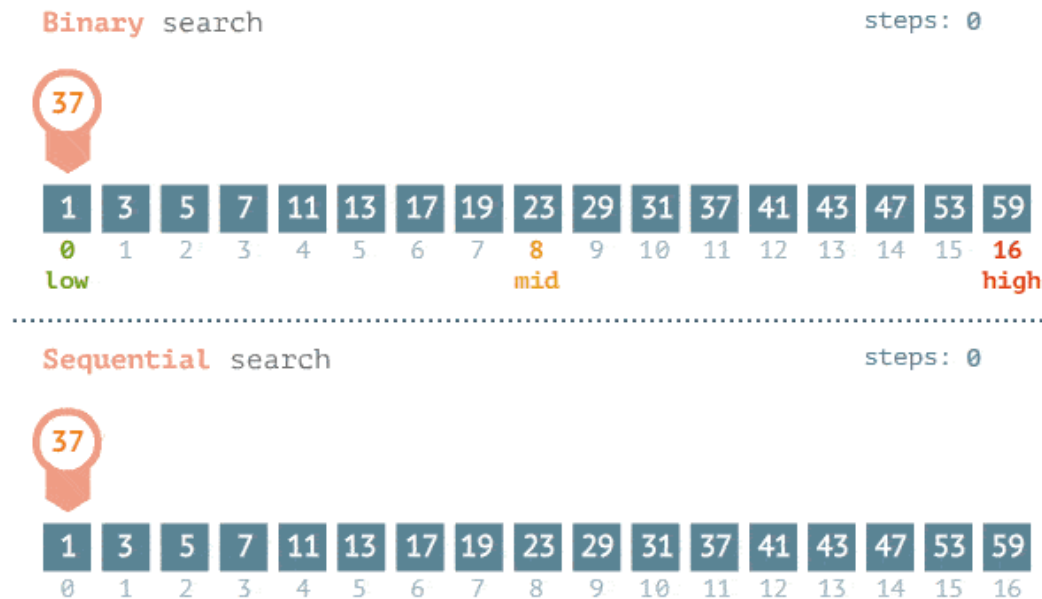 Binary search steps: 0
37
1 3 5 7 11 13 17 19 23 29 31 37 41 43 47 53 59
0 1 2 3 4 5 6 7 8 9 10 11 12 13 14 15 16
low mid high
Sequential search steps: 0
37
1 3 5 7 11 13 17 19 23 29 31 37 41 43 47 53 59
0 1 2 3 4 5 6 7 8 9 10 11 12 13 14 15 16